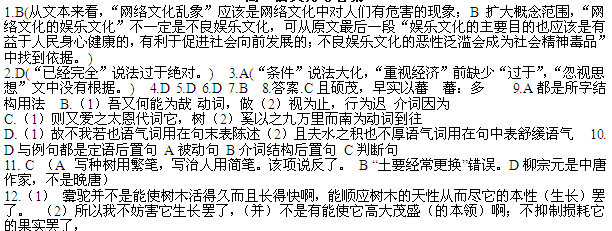 1.B(从文本来看，“网络文化乱象”应该是网络文化中对人们有危害的现象；B 扩大概念范围，“网
络文化的娱乐文化”不一定是不良娱乐文化，可从原文最后一段“娱乐文化的主要目的也应该是有
益于人民身心健康的，有利于促进社会向前发展的；不良娱乐文化的恶性泛滥会成为社会精神毒品”
中找到依据。)
2.D(“已经完全”说法过于绝对。) 3.A(“条件”说法大化，“重视经济”前缺少“过于”，“忽视思
想”文中没有根据。) 4.D 5.D 6.D 7.B 8.答案.C 且硕茂，早实以蕃 蕃：多 9.A 都是所字结
构用法 B.（1）吾又何能为哉 动词，做（2）视为止，行为迟 介词因为
C.（1）则又爱之太恩代词它，树（2）奚以之九万里而南为动词到往
D.（1）故不我若也语气词用在句末表陈述（2）且夫水之积也不厚语气词用在句中表舒缓语气 10.
D 与例句都是定语后置句 A 被动句 B 介词结构后置句 C 判断句
11. C （A 写种树用繁笔，写治人用简笔。该项说反了。 B “土要经常更换”错误。D 柳宗元是中唐
作家，不是晚唐）
12.（1） 橐驼并不是能使树木活得久而且长得快啊，能顺应树木的天性从而尽它的本性（生长）罢
了。 （2）所以我不妨害它生长罢了，（并）不是有能使它高大茂盛（的本领）啊；不抑制损耗它
的果实罢了，